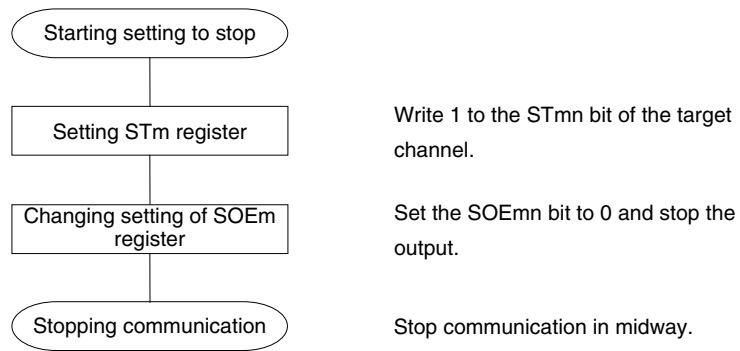 Starting setting to stop
Setting STm register
Write 1 to the STmn bit of the target
channel.
Changing setting of SOEm
register
Set the SOEmn bit to 0 and stop the
output.
Stopping communication
Stop communication in midway.